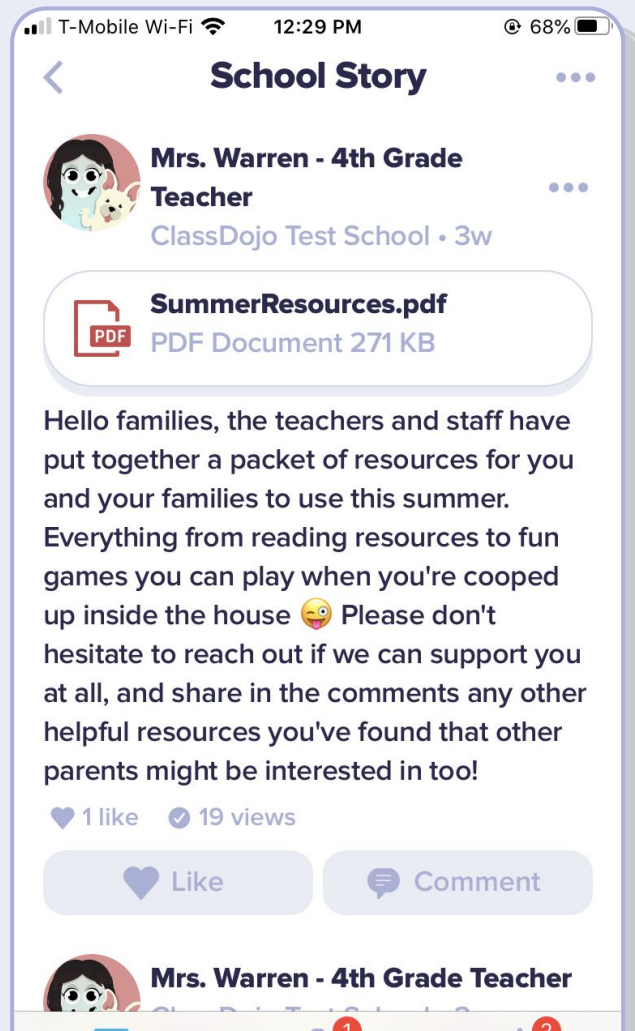 T-Mobile Wi-Fi 12:29 PM 68%
School Story
Mrs. Warren - 4th Grade
Teacher
ClassDojo Test School • 3w
SummerResources.pdf
PDF
PDF Document 271 KB
Hello families, the teachers and staff have
put together a packet of resources for you
and your families to use this summer.
Everything from reading resources to fun
games you can play when you're cooped
up inside the house 😜 Please don't
hesitate to reach out if we can support you
at all, and share in the comments any other
helpful resources you've found that other
parents might be interested in too!
1 like 19 views
Like Comment
Mrs. Warren - 4th Grade Teacher
1 2